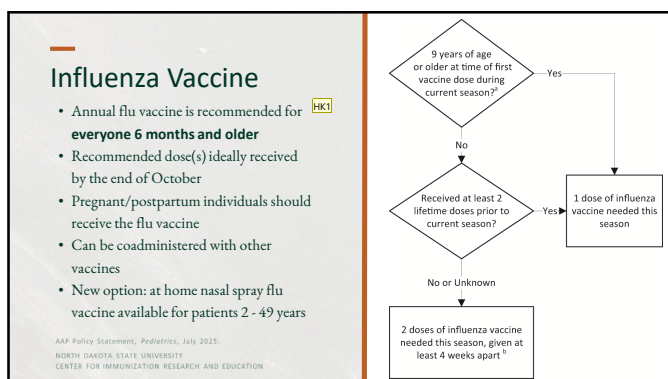 Influenza Vaccine
• Annual flu vaccine is recommended for
everyone 6 months and older
HK1
• Recommended dose(s) ideally received
by the end of October
• Pregnant/postpartum individuals should
receive the flu vaccine
• Can be coadministered with other
vaccines
• New option: at home nasal spray flu
vaccine available for patients 2 - 49 years
AAP Policy Statement, Pediatrics, July 2025.
NORTH DAKOTA STATE UNIVERSITY
CENTER FOR IMMUNIZATION RESEARCH AND EDUCATION
9 years of age
or older at time of first
vaccine dose during
current season?ᵃ
Yes
No
Received at least 2
lifetime doses prior to
current season?
Yes
1 dose of influenza
vaccine needed this
season
No or Unknown
2 doses of influenza vaccine
needed this season, given at
least 4 weeks apart ᵇ